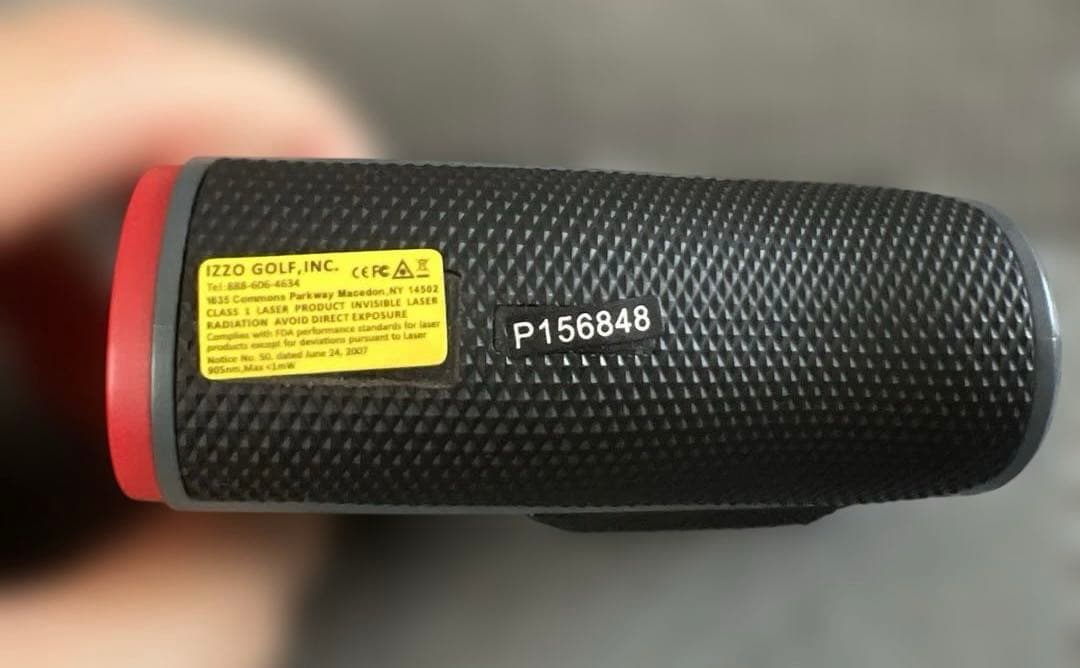 IZZO GOLF, INC. CE FC
Tel: 888-606-4634
1635 Commons Parkway Macedon, NY 14502
CLASS 1 LASER PRODUCT INVISIBLE LASER
RADIATION AVOID DIRECT EXPOSURE
Complies with FDA performance standards for laser
products except for deviations pursuant to Laser
Notice No. 50, dated June 24, 2007
905nm, Max <1mW
P156848